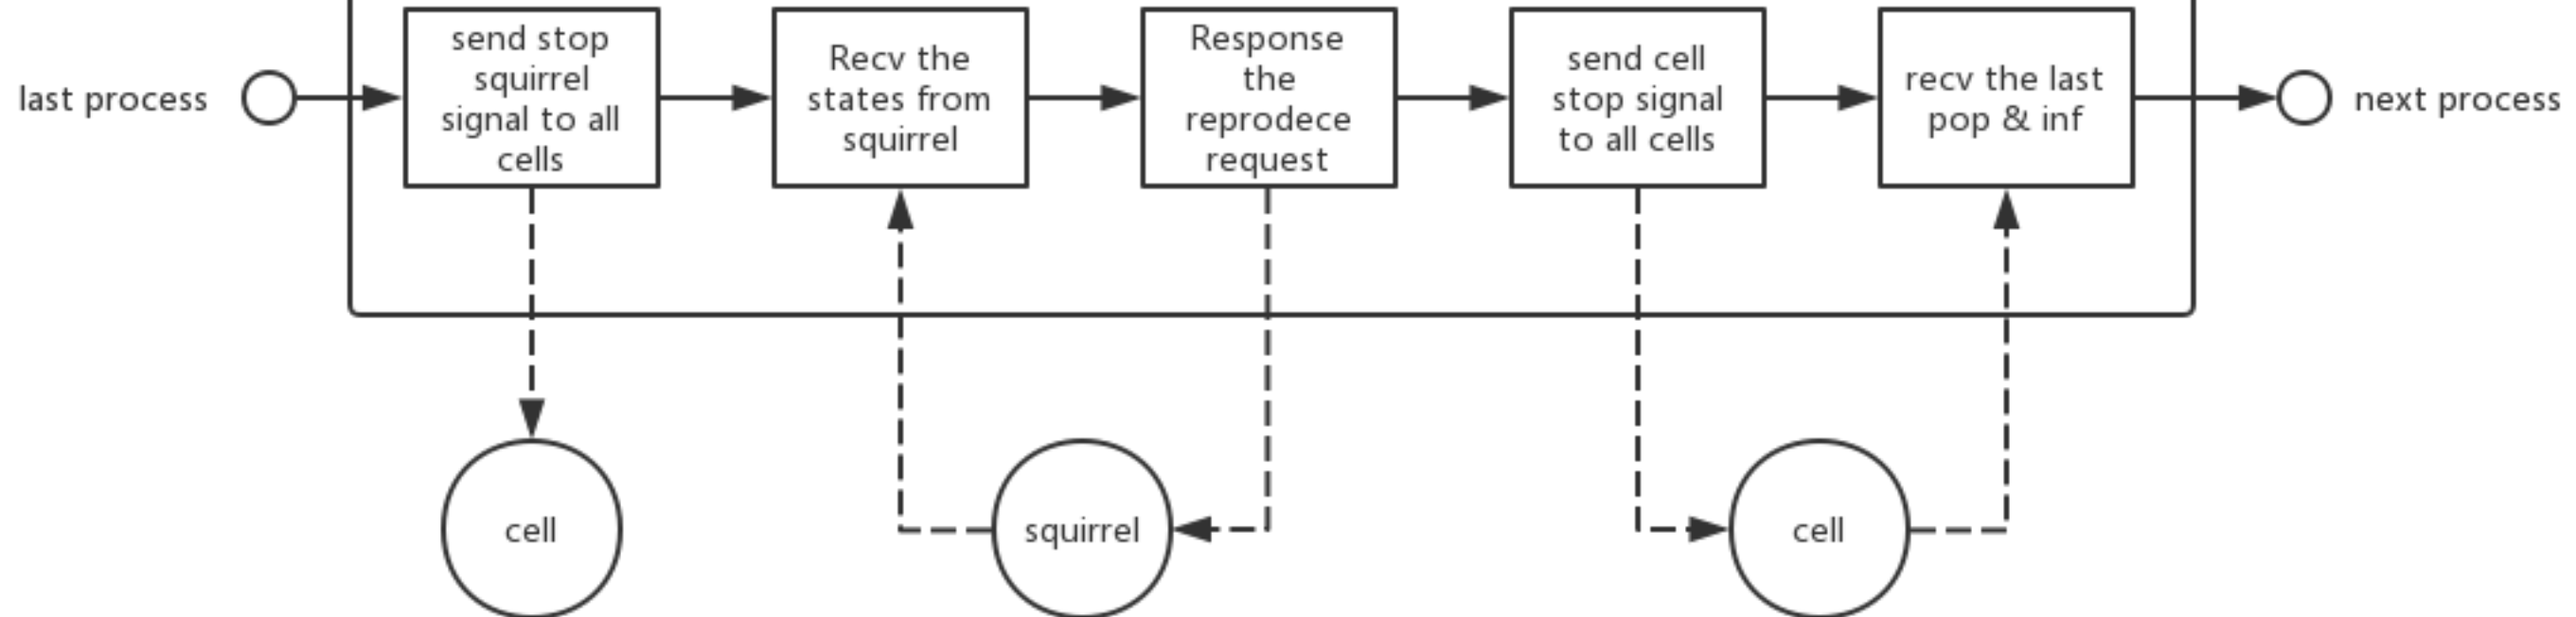 last process
send stop
squirrel
signal to all
cells
Recv the
states from
squirrel
Response
the
reprodece
request
send cell
stop signal
to all cells
recv the last
pop & inf
next process
cell
squirrel
cell